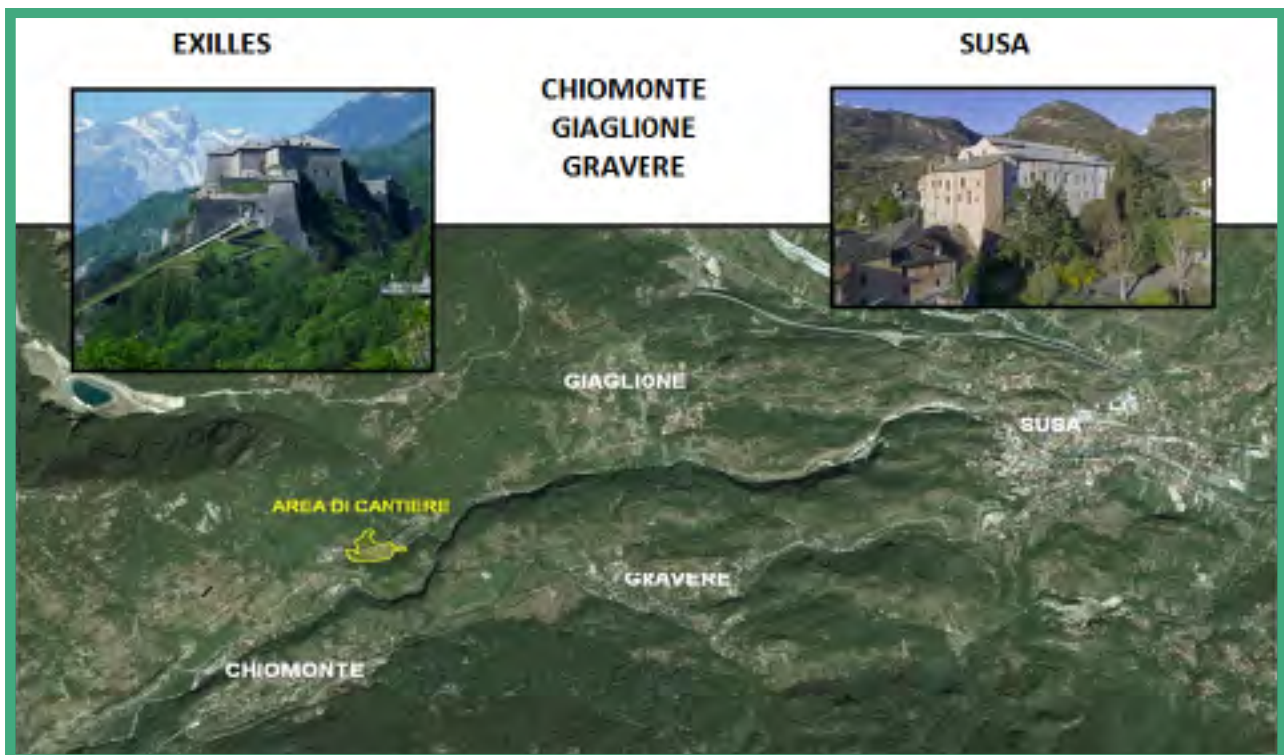 EXILLES
SUSA
CHIOMONTE
GIAGLIONE
GRAVERE
GIAGLIONE
SUSA
AREA DI CANTIERE
GRAVERE
CHIOMONTE